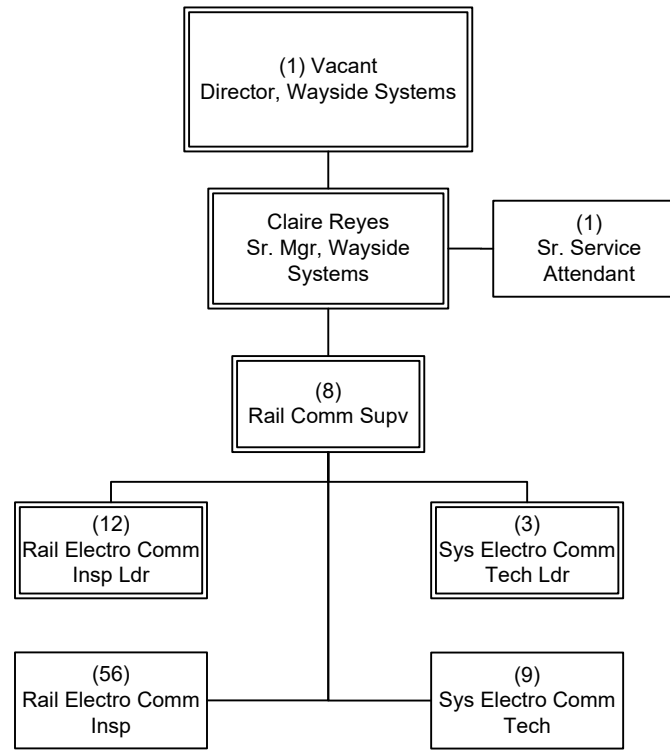 (1) Vacant
Director, Wayside Systems
Claire Reyes
Sr. Mgr, Wayside
Systems
(1)
Sr. Service
Attendant
(8)
Rail Comm Supv
(12)
Rail Electro Comm
Insp Ldr
(3)
Sys Electro Comm
Tech Ldr
(56)
Rail Electro Comm
Insp
(9)
Sys Electro Comm
Tech